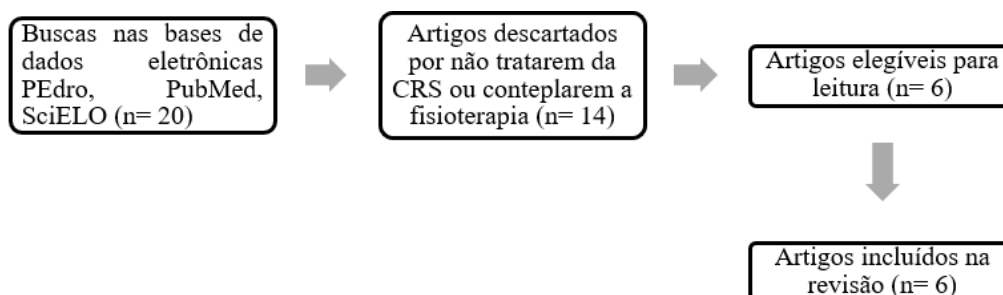 Buscas nas bases de
dados eletrônicas
PEdro, PubMed,
SciELO (n= 20)
Artigos descartados
por não tratarem da
CRS ou conteplarem a
fisioterapia (n= 14)
Artigos elegíveis para
leitura (n= 6)
Artigos incluídos na
revisão (n= 6)